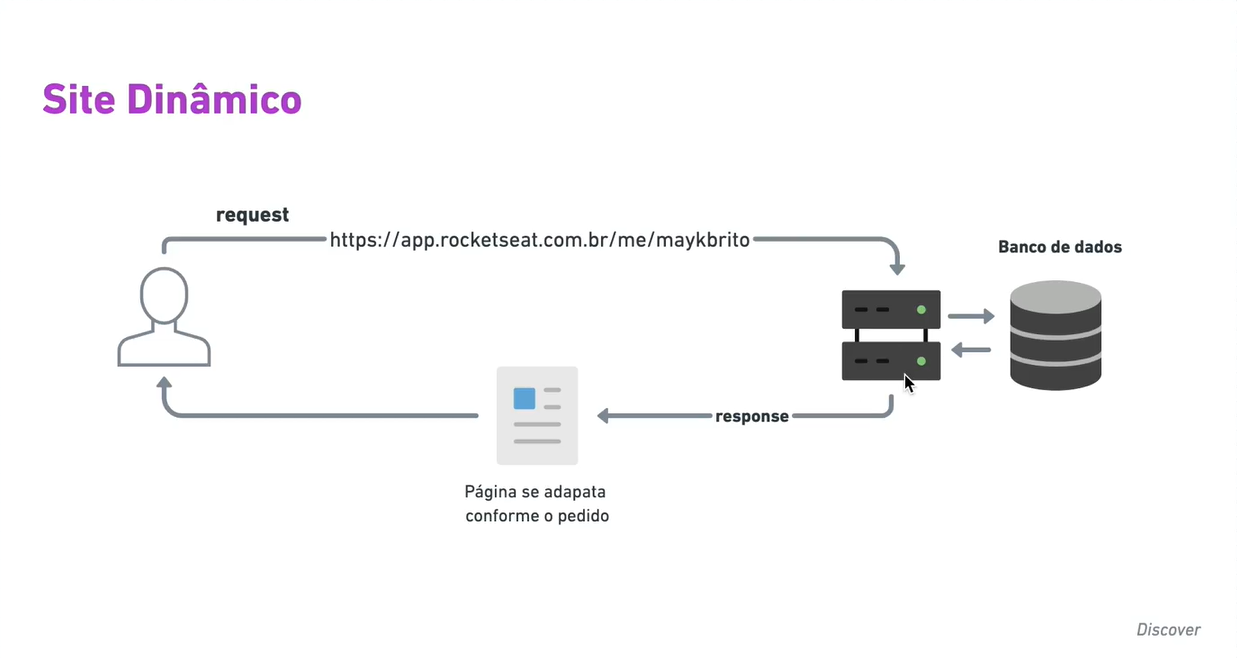 Site Dinâmico
request
https://app.rocketseat.com.br/me/maykbrito
Banco de dados
response
Página se adapata
conforme o pedido
Discover